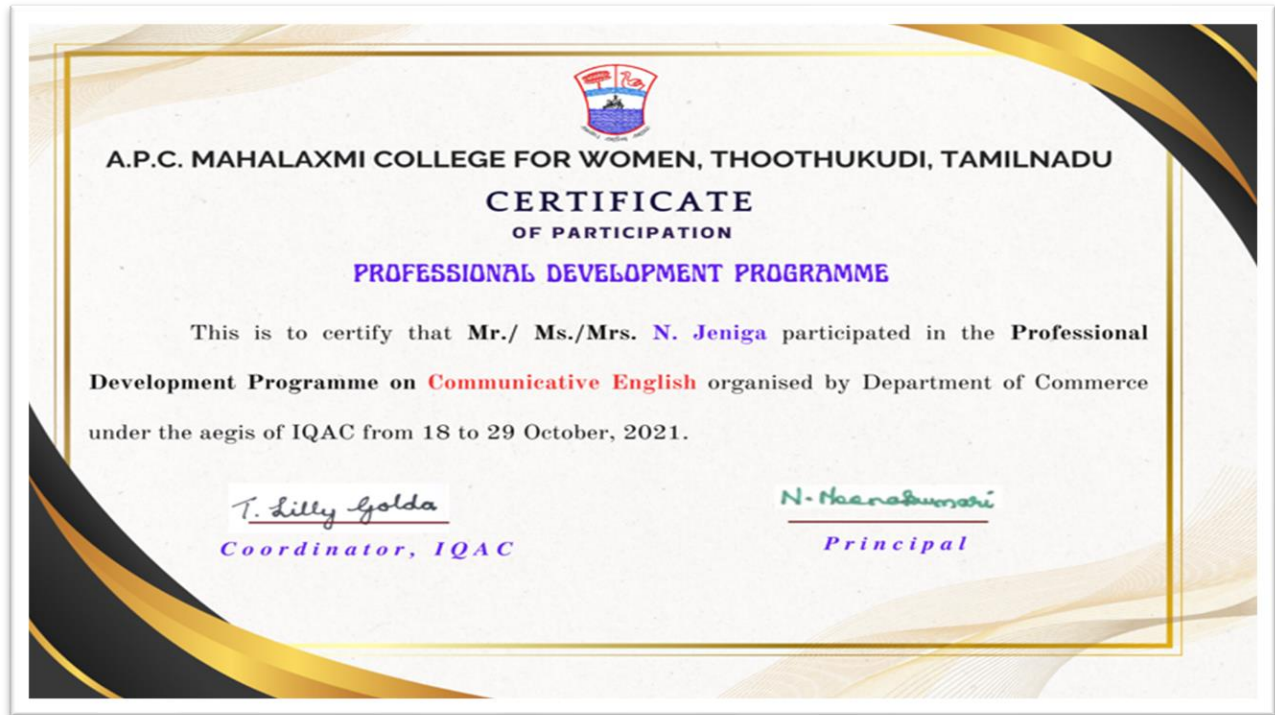 A.P.C. MAHALAXMI COLLEGE FOR WOMEN, THOOTHUKUDI, TAMILNADU
CERTIFICATE
OF PARTICIPATION
PROFESSIONAL DEVELOPMENT PROGRAMME
This is to certify that Mr./ Ms./Mrs. N. Jeniga participated in the Professional
Development Programme on Communicative English organised by Department of Commerce
under the aegis of IQAC from 18 to 29 October, 2021.
T. Lilly Golda
Coordinator, IQAC
N. Meenakumari
Principal